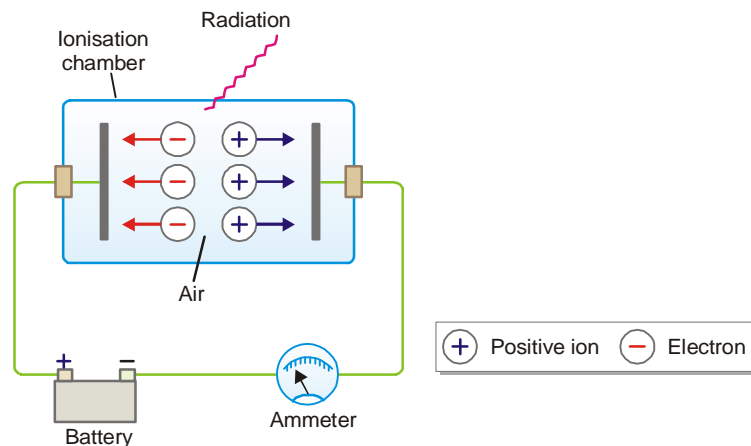 Radiation
Ionisation
chamber
− +
− +
− +
Air
+ −
Battery
Ammeter
+ Positive ion − Electron